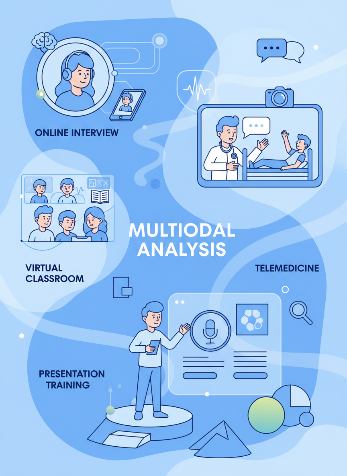 ONLINE INTERVIEW
MULTIODAL
ANALYSIS
VIRTUAL
CLASSROOM
TELEMEDICINE
PRESENTATION
TRAINING